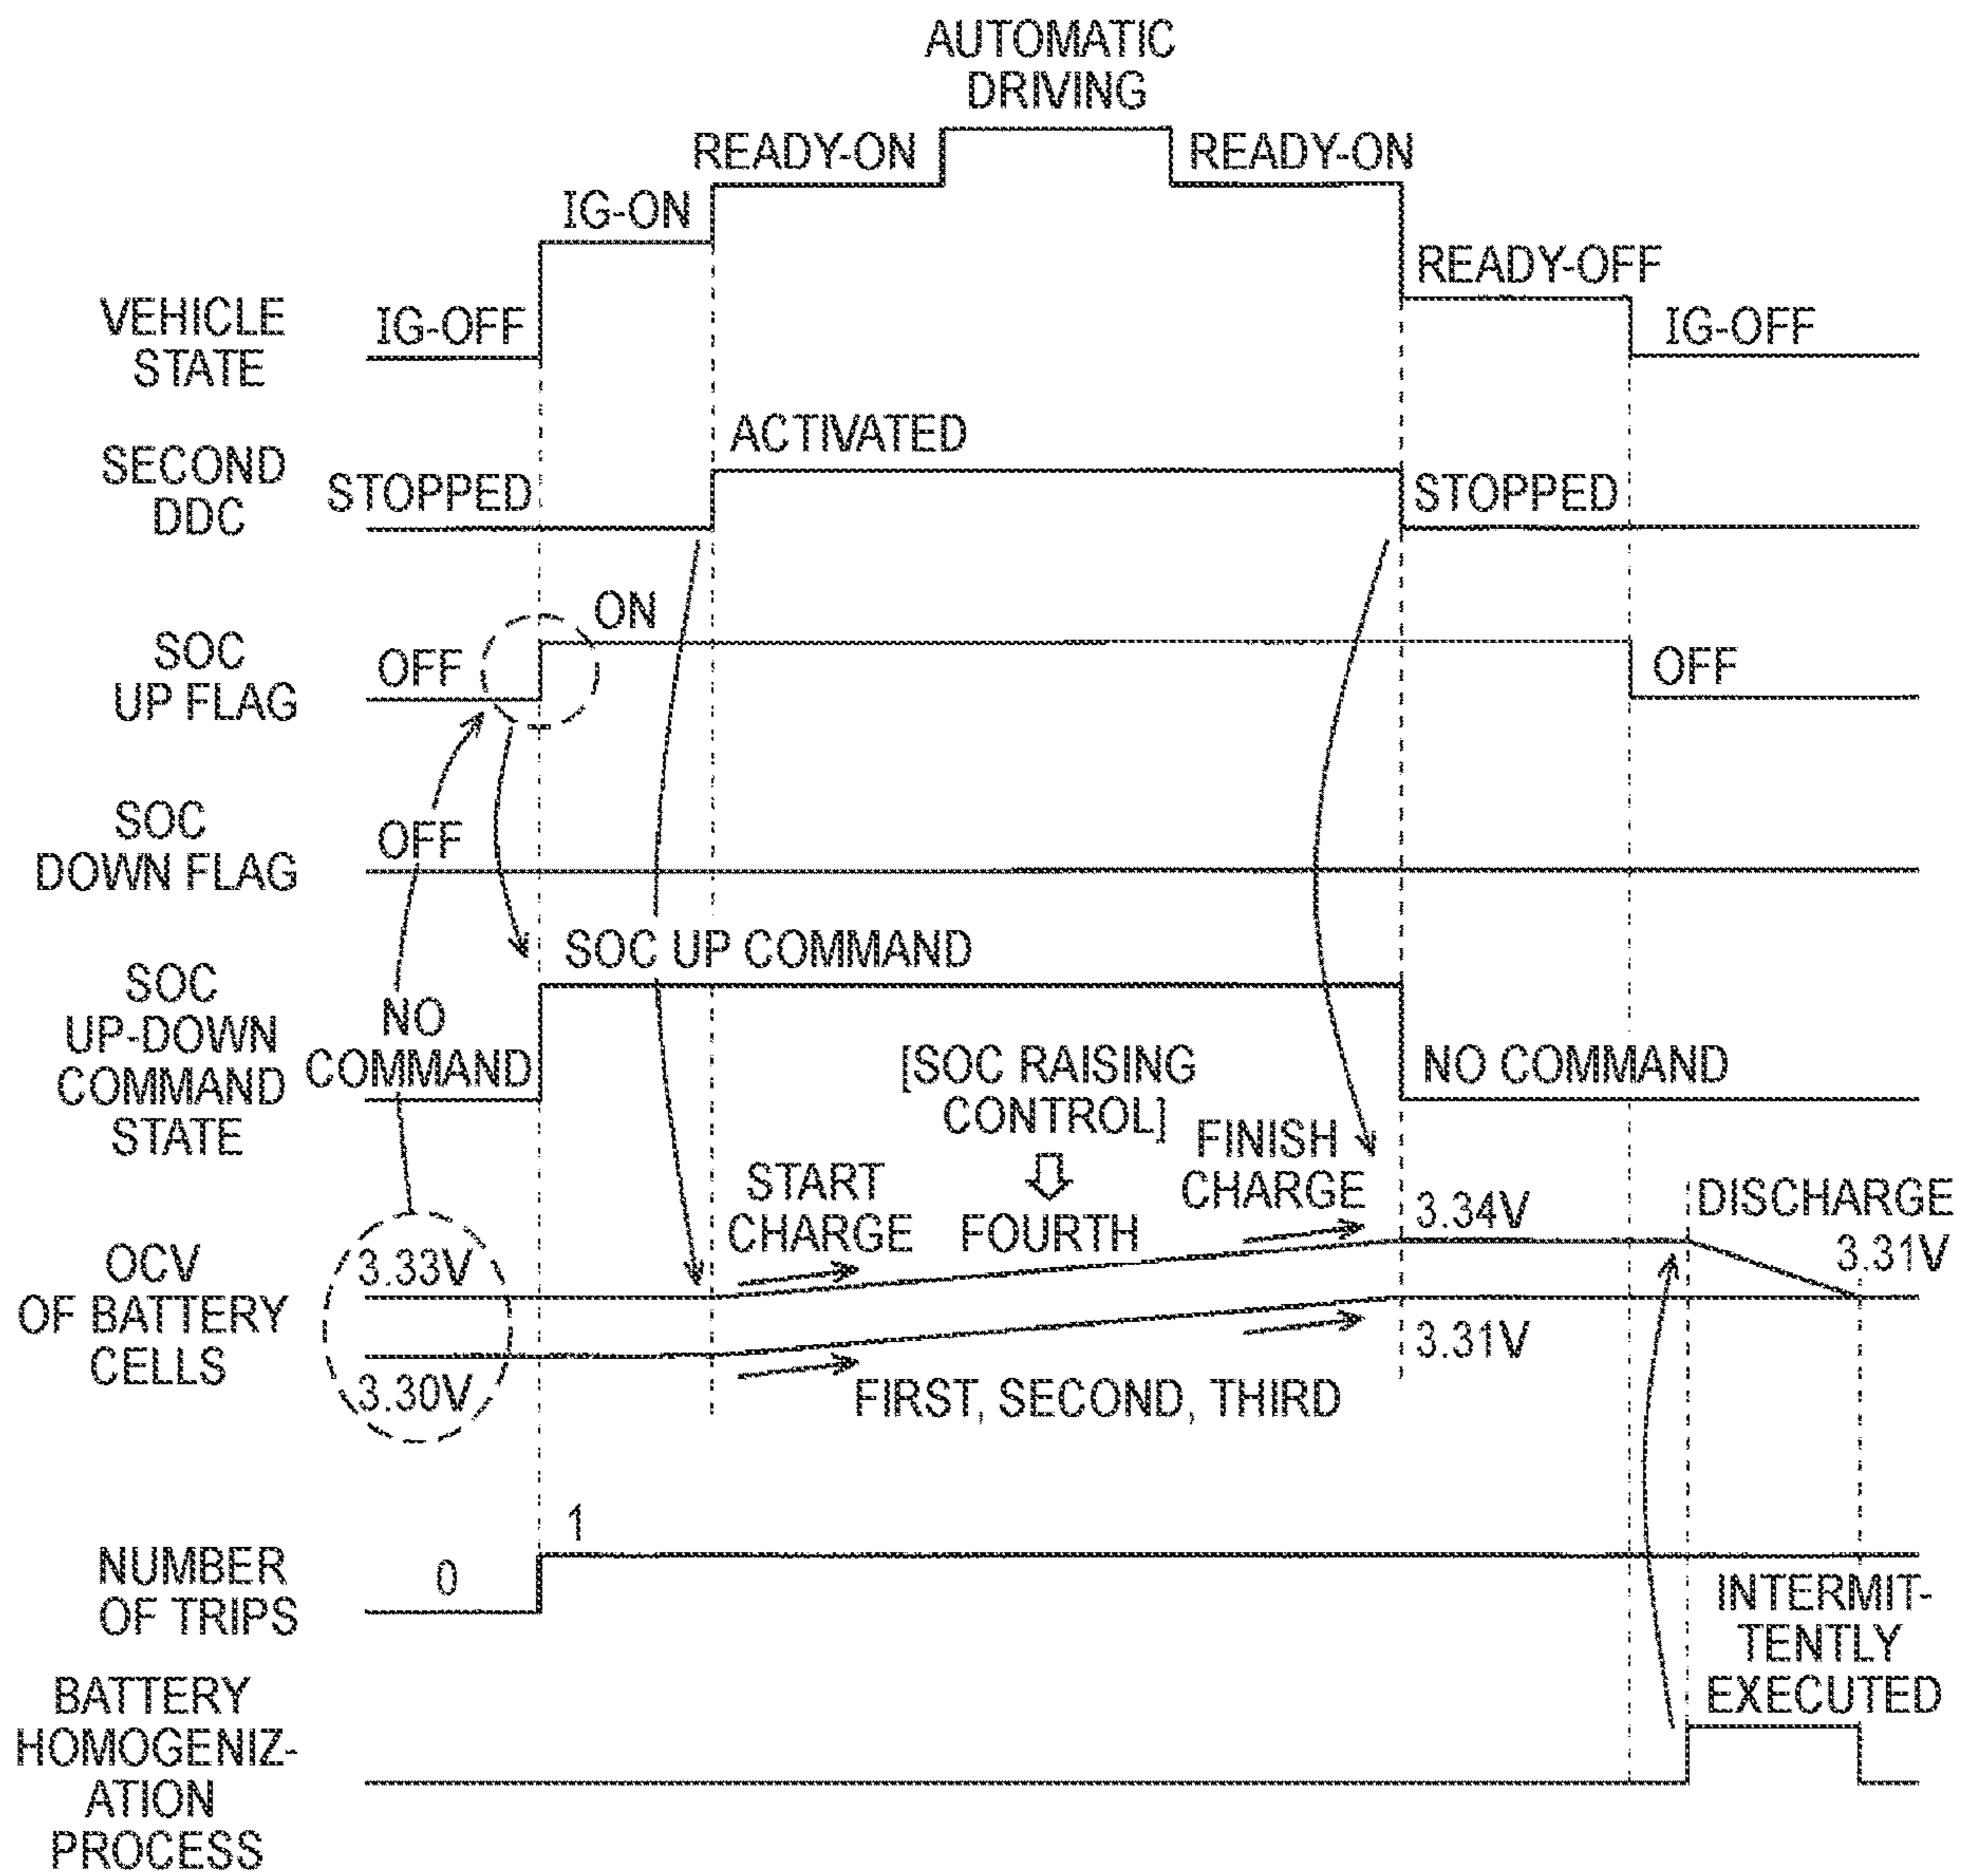 AUTOMATIC
DRIVING
READY-ON
READY-ON
IG-ON
READY-OFF
VEHICLE
STATE
IG-OFF
IG-OFF
ACTIVATED
SECOND
DDC
STOPPED
STOPPED
ON
SOC
UP FLAG
OFF
OFF
SOC
DOWN FLAG
OFF
SOC UP COMMAND
SOC
UP-DOWN
COMMAND
STATE
NO
COMMAND
[SOC RAISING
CONTROL]
NO COMMAND
START
CHARGE
FINISH
CHARGE
FOURTH
3.34V
DISCHARGE
3.31V
OCV
OF BATTERY
CELLS
3.33V
3.30V
3.31V
FIRST, SECOND, THIRD
1
NUMBER
OF TRIPS
0
INTERMIT-
TENTLY
EXECUTED
BATTERY
HOMOGENIZ-
ATION
PROCESS